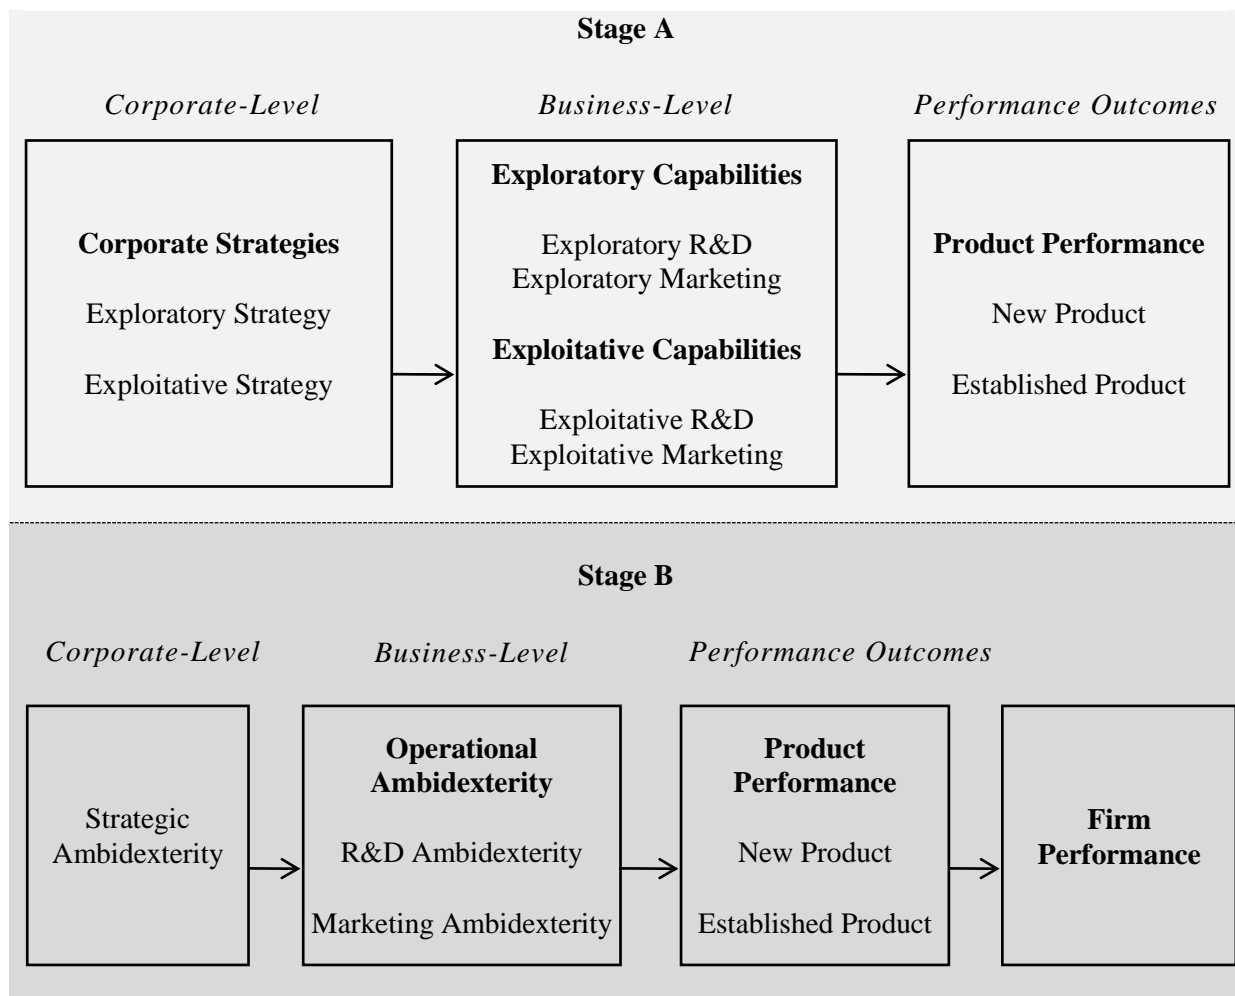 Stage A
Corporate-Level
Business-Level
Performance Outcomes
Corporate Strategies
Exploratory Strategy
Exploitative Strategy
Exploratory Capabilities
Exploratory R&D
Exploratory Marketing
Exploitative Capabilities
Exploitative R&D
Exploitative Marketing
Product Performance
New Product
Established Product
Stage B
Corporate-Level
Business-Level
Performance Outcomes
Strategic
Ambidexterity
Operational
Ambidexterity
R&D Ambidexterity
Marketing Ambidexterity
Product
Performance
New Product
Established Product
Firm
Performance